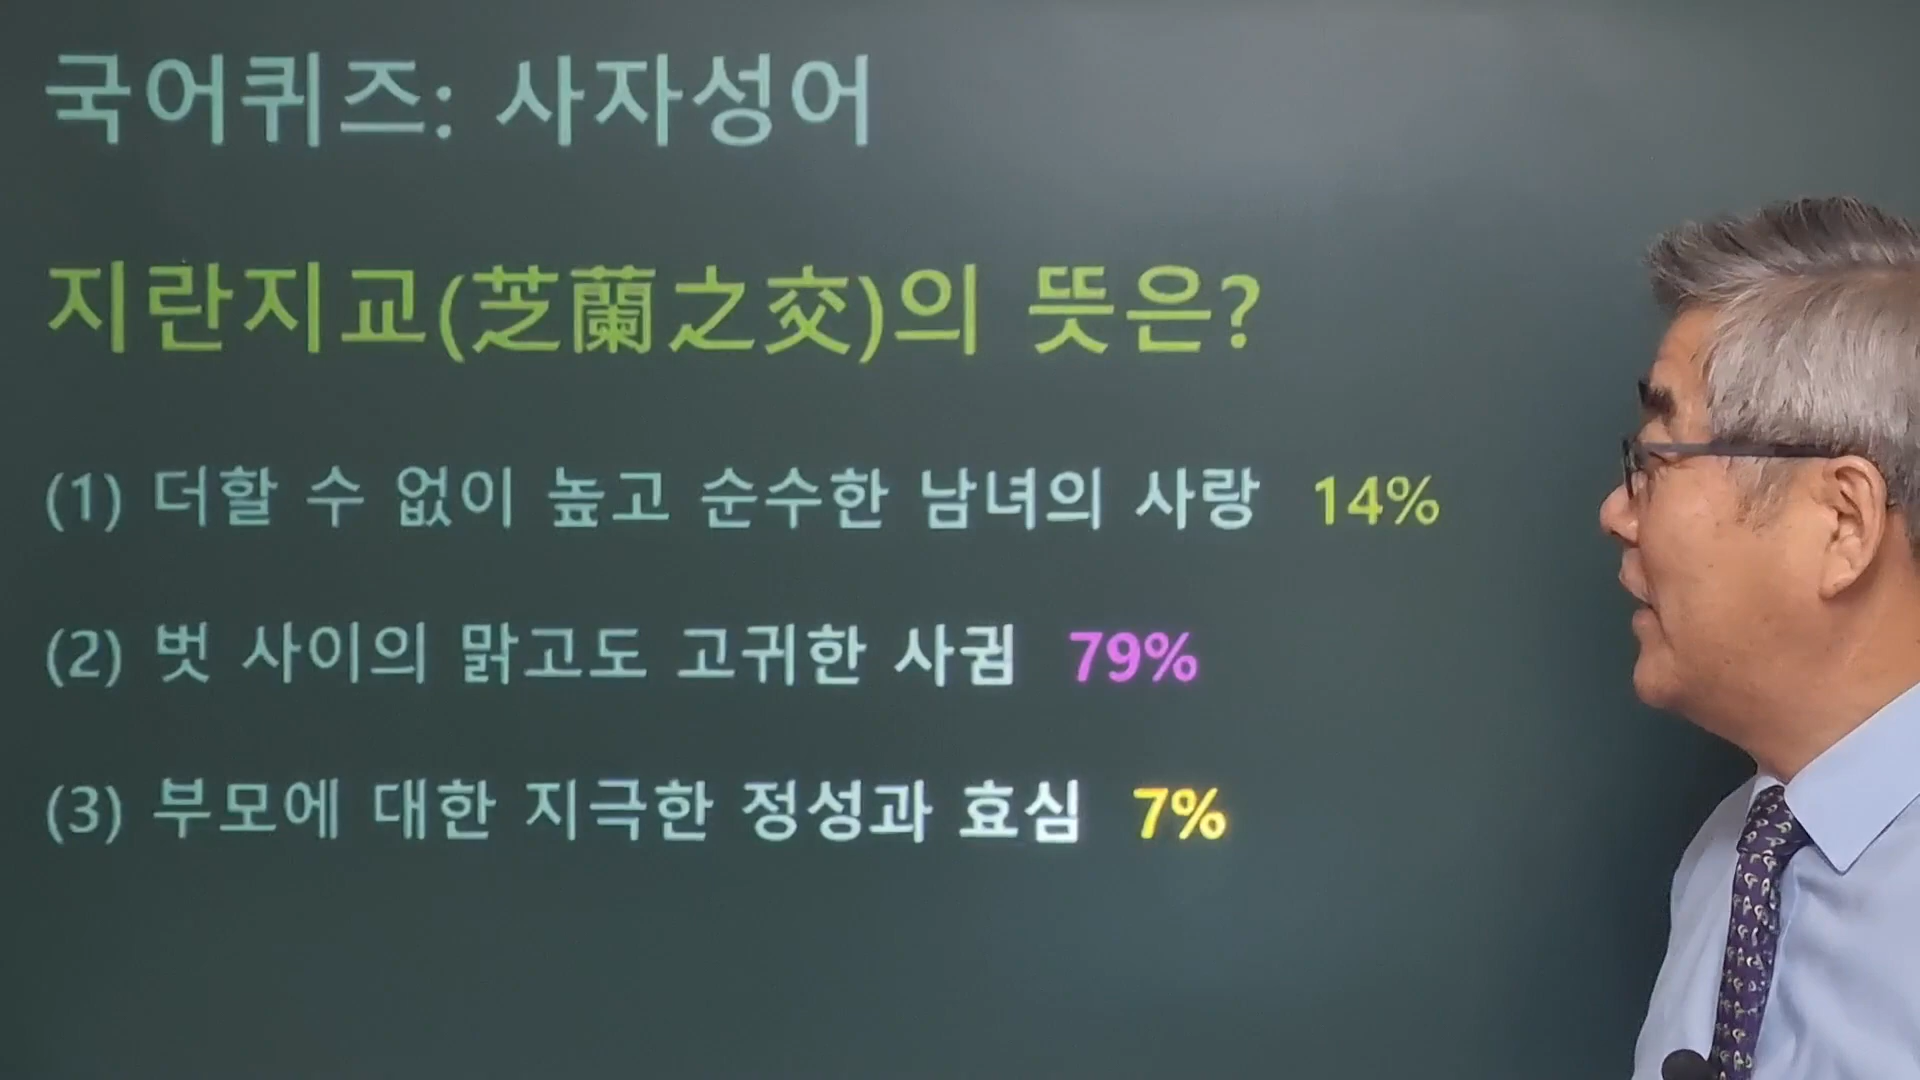 국어퀴즈: 사자성어
지란지교(芝蘭之交)의 뜻은?
(1) 더할 수 없이 높고 순수한 남녀의 사랑 14%
(2) 벗 사이의 맑고도 고귀한 사귐 79%
(3) 부모에 대한 지극한 정성과 효심 7%